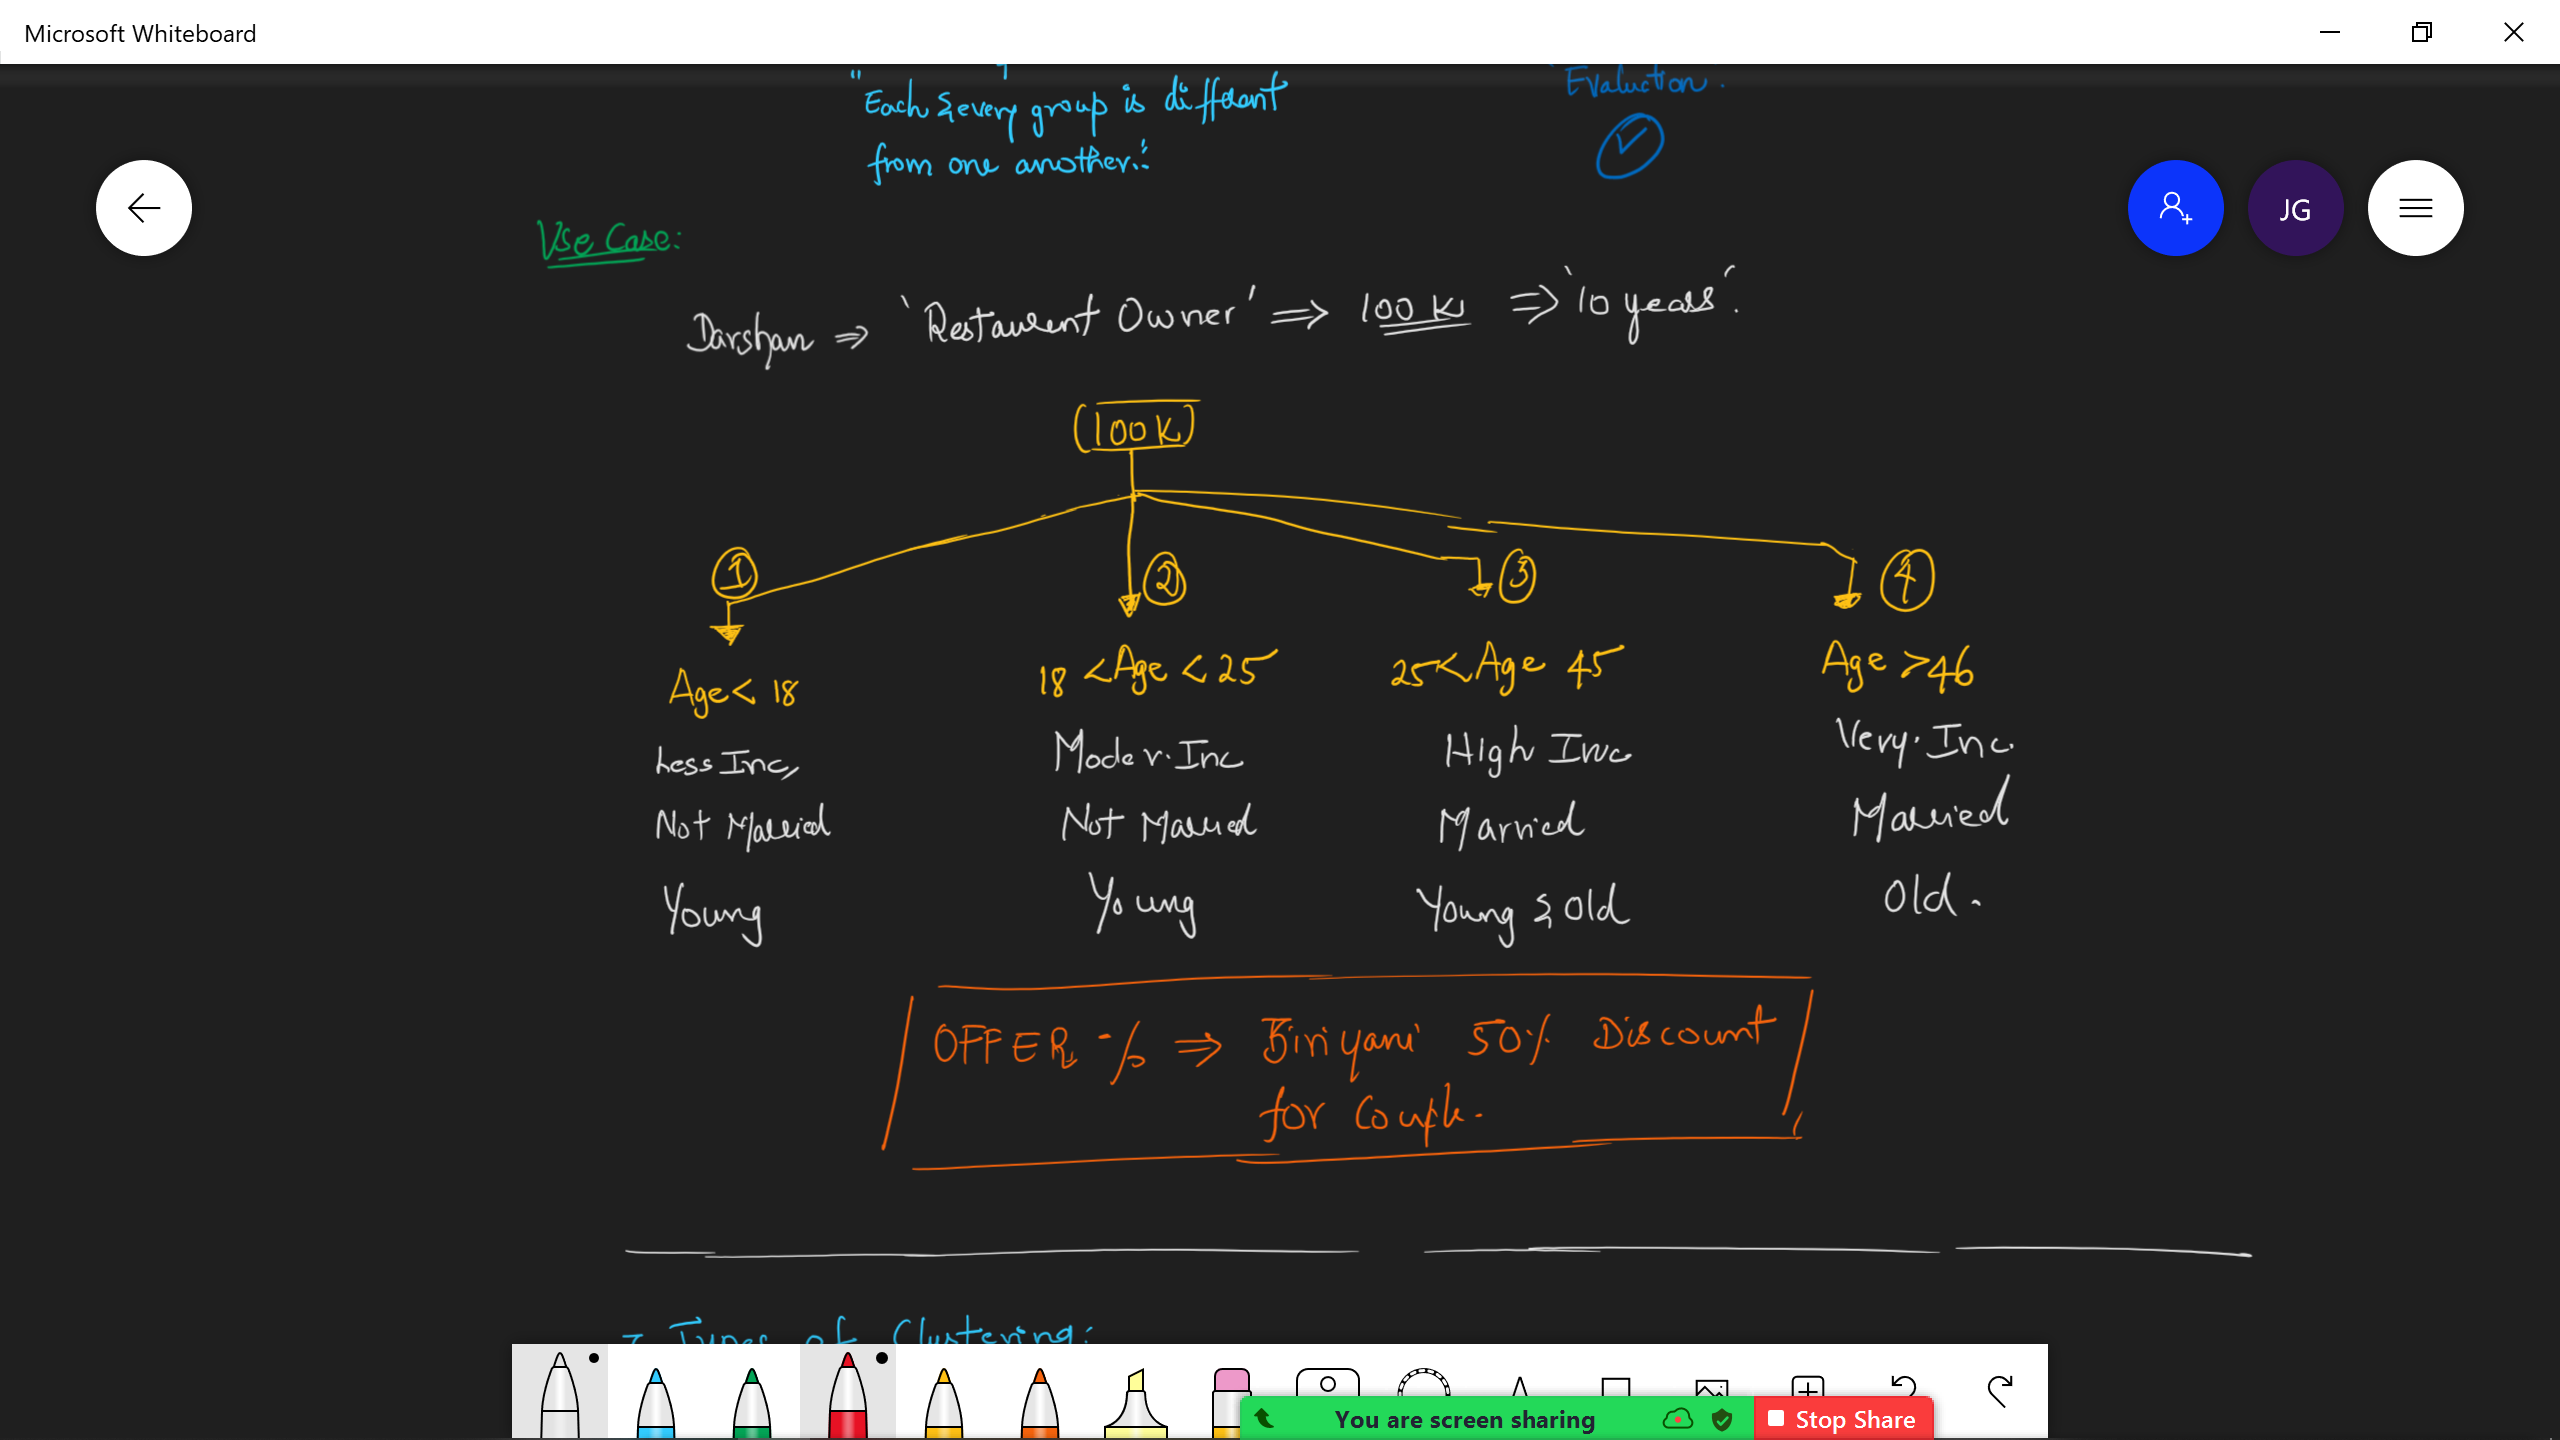 Microsoft Whiteboard
"Each & every group is different
from one another."
Evaluction.
Use Case:
Darshan ⇒ 'Restaurent Owner' ⇒ 100 K ⇒ '10 years'.
(100K)
1 2 3 4
Age < 18 18 < Age < 25 25 < Age 45 Age > 46
Less Inc, Moder. Inc High Inc Very. Inc.
Not Married Not Married Married Married
Young Young Young & Old Old.
OFFER % ⇒ Biriyani 50% Discount
for Couple.
Types of Clustering:
JG
You are screen sharing Stop Share